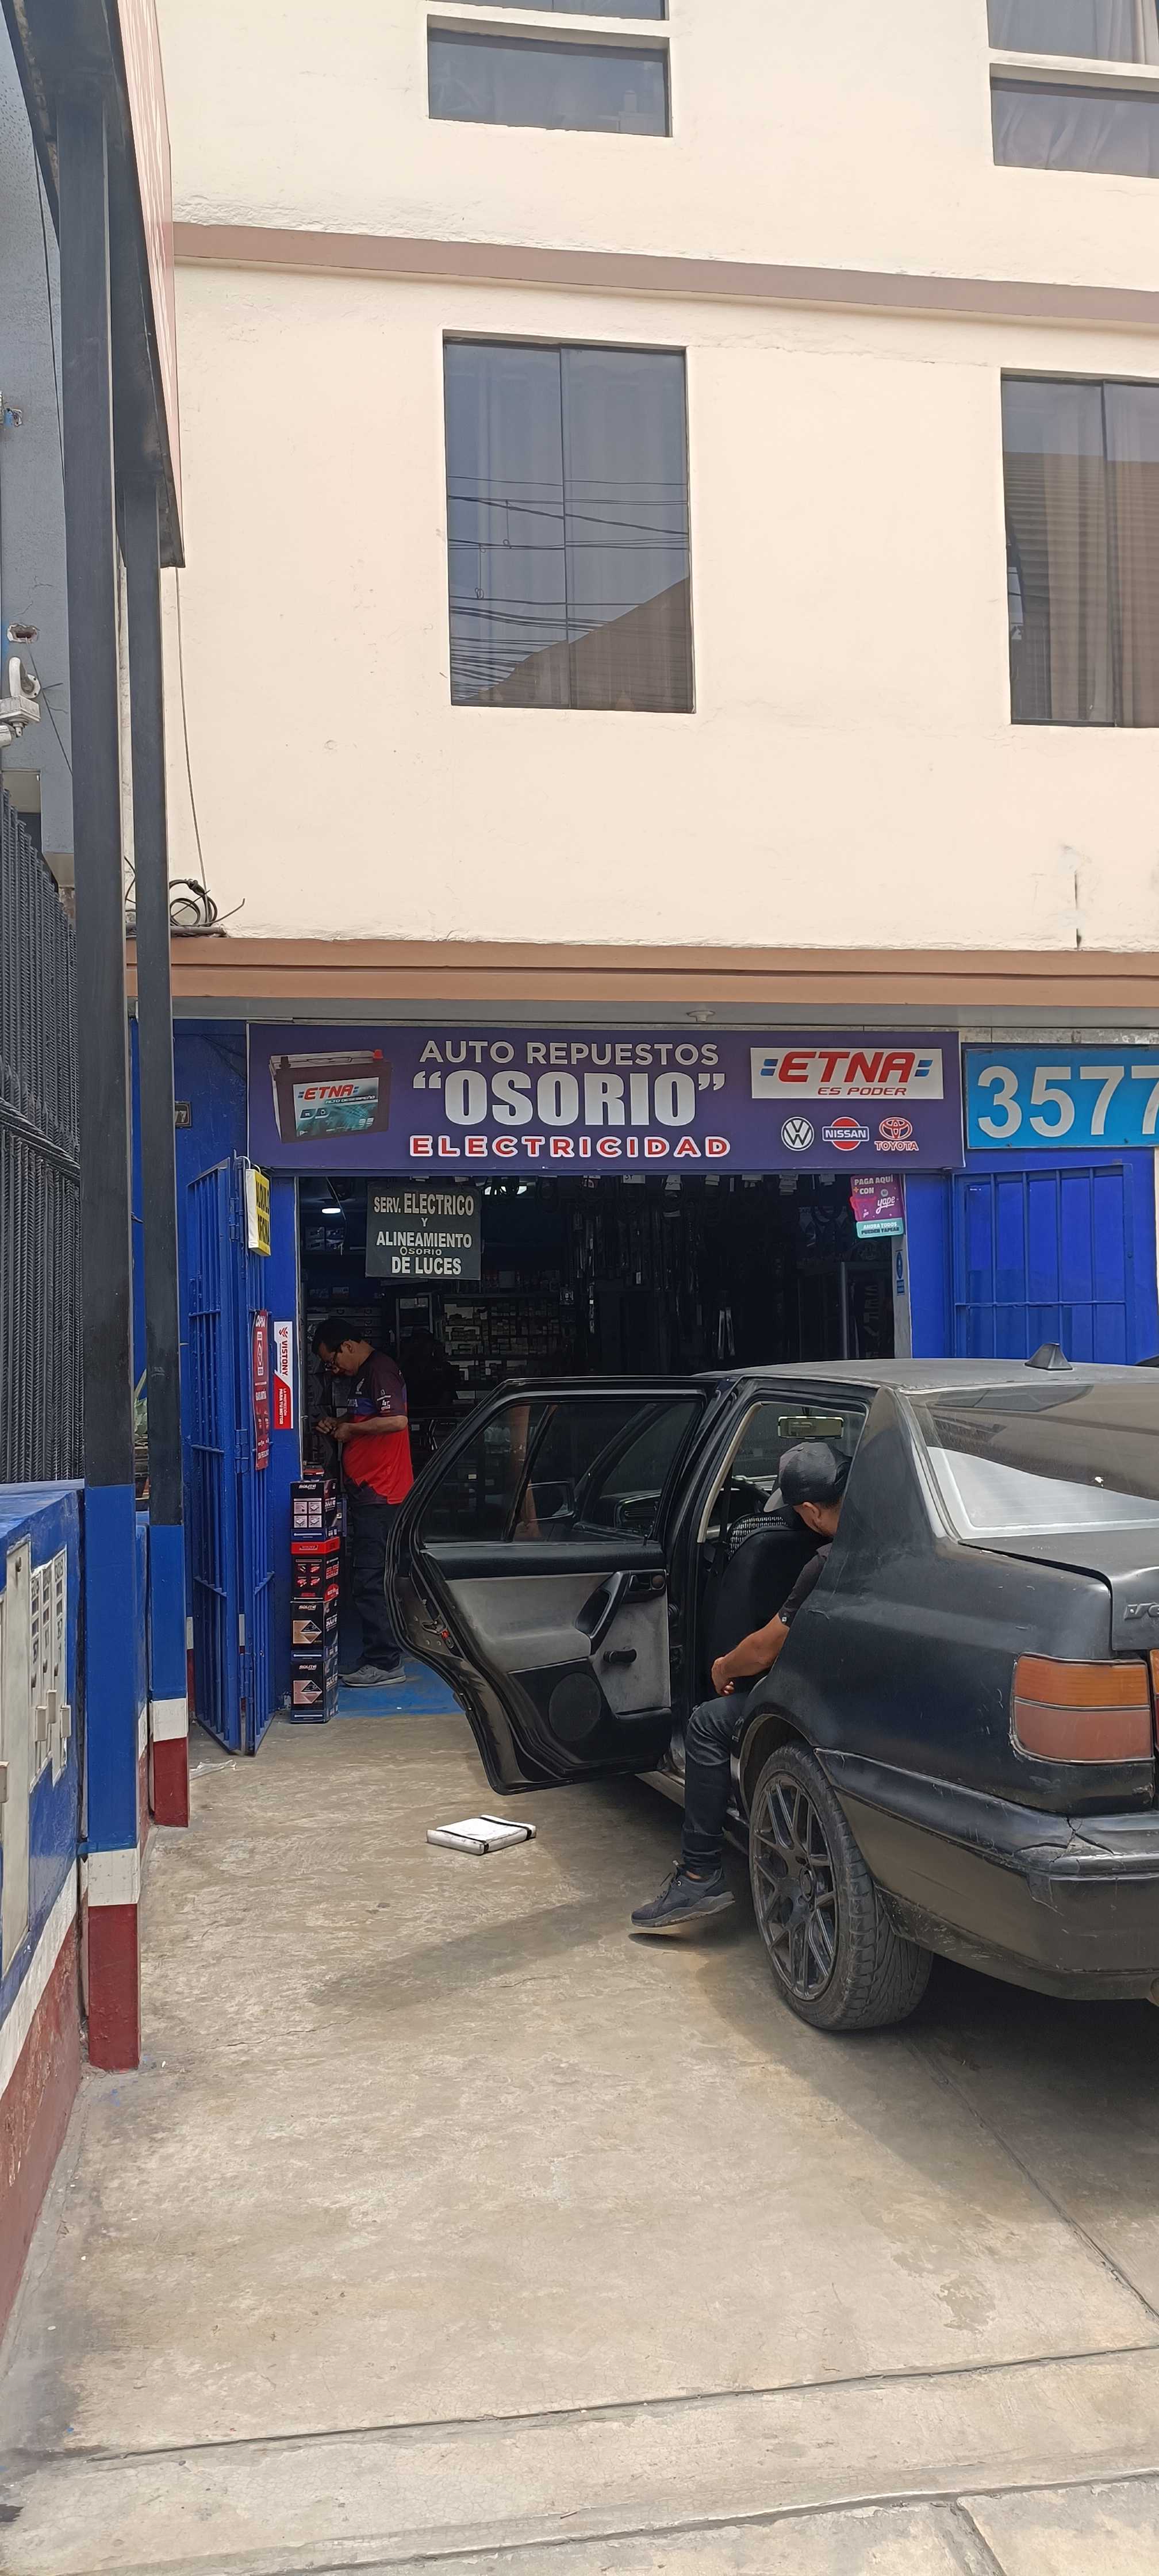 AUTO REPUESTOS
"OSORIO"
ELECTRICIDAD
ETNA
ETNA
ES PODER
NISSAN
TOYOTA
3577
SERV. ELECTRICO
Y
ALINEAMIENTO
OSORIO
DE LUCES
PAGA AQUÍ
CON
yape
VISTONY